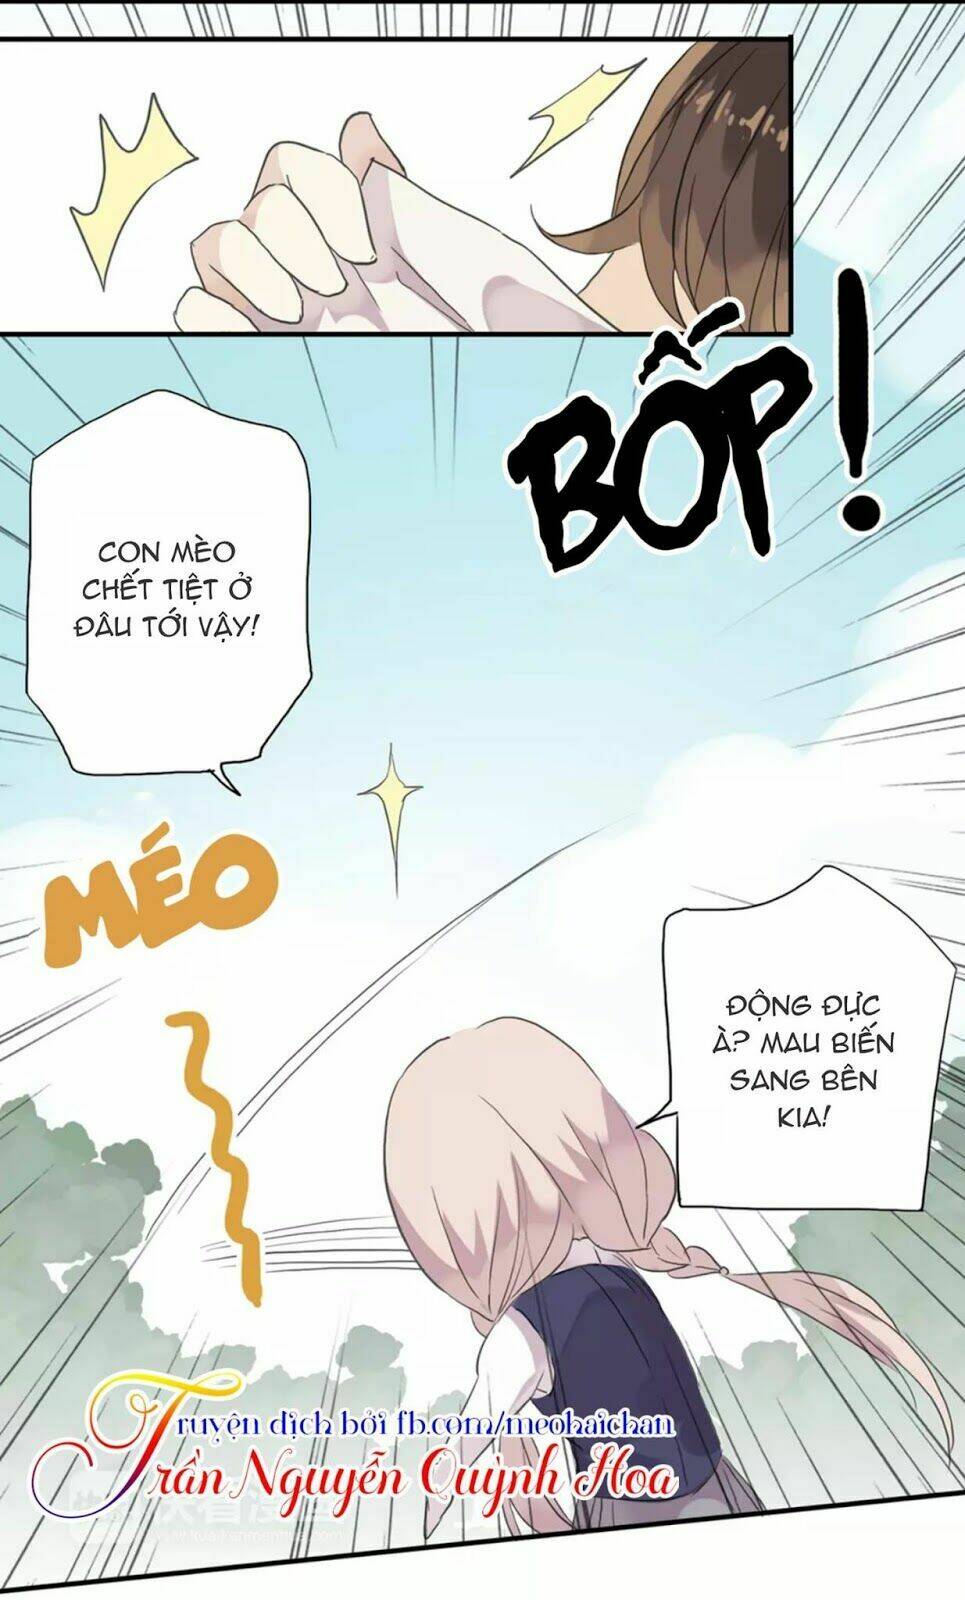 BỐP!
CON MÈO
CHẾT TIỆT Ở
ĐÂU TỚI VẬY!
MÉO
ĐỘNG ĐỰC
À? MAU BIẾN
SANG BÊN
KIA!
Truyện dịch bởi fb.com/meohaichan
Trần Nguyễn Quỳnh Hoa